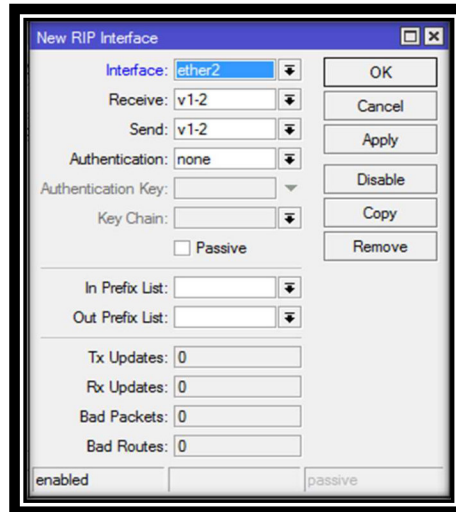 New RIP Interface
Interface: ether2
OK
Receive: v1-2
Cancel
Send: v1-2
Apply
Authentication: none
Authentication Key:
Disable
Key Chain:
Copy
Passive
Remove
In Prefix List:
Out Prefix List:
Tx Updates: 0
Rx Updates: 0
Bad Packets: 0
Bad Routes: 0
enabled
passive